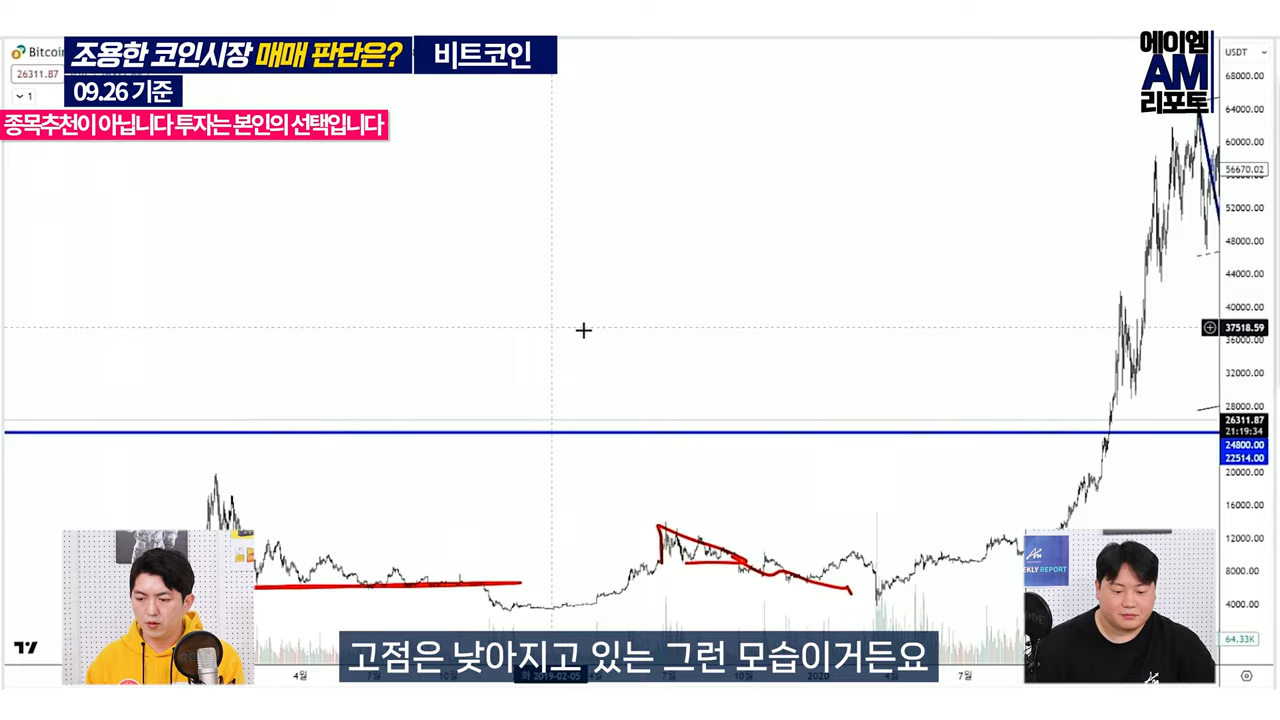 조용한 코인시장 매매 판단은?
비트코인
09.26 기준
종목추천이 아닙니다 투자는 본인의 선택입니다
에이엠
AM
리포트
26311.87
1
USDT
68000.00
64000.00
60000.00
56670.02
52000.00
48000.00
44000.00
40000.00
37518.59
36000.00
32000.00
28000.00
26311.87
21:19:34
24800.00
22514.00
20000.00
16000.00
12000.00
8000.00
4000.00
64.33K
WEEKLY REPORT
고점은 낮아지고 있는 그런 모습이거든요
4월
7월
10월
화 2019-02-05
4월
7월
10월
2020
7월